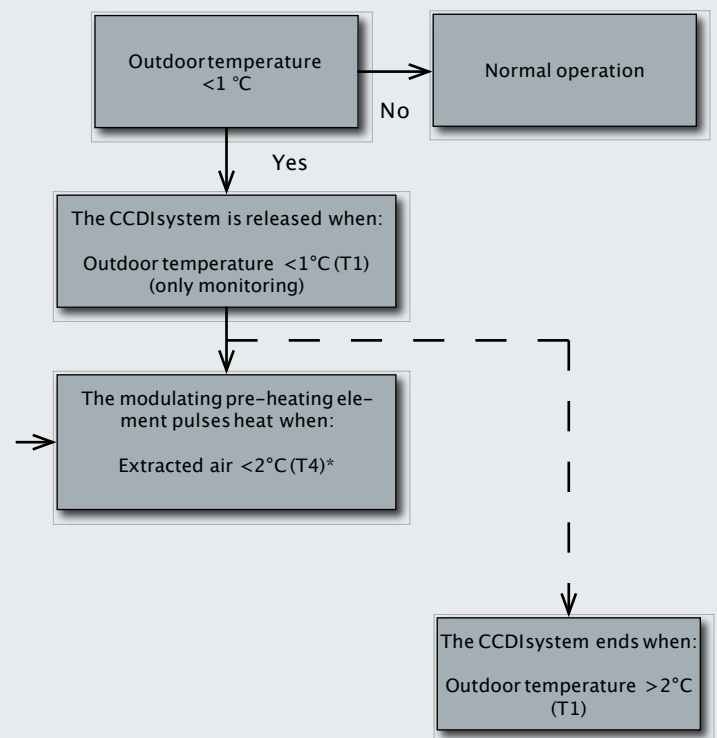 Outdoor temperature
<1 °C
Normal operation
No
Yes
The CCDI system is released when:
Outdoor temperature <1°C (T1)
(only monitoring)
The modulating pre-heating ele-
ment pulses heat when:
Extracted air <2°C (T4)*
The CCDI system ends when:
Outdoor temperature >2°C
(T1)